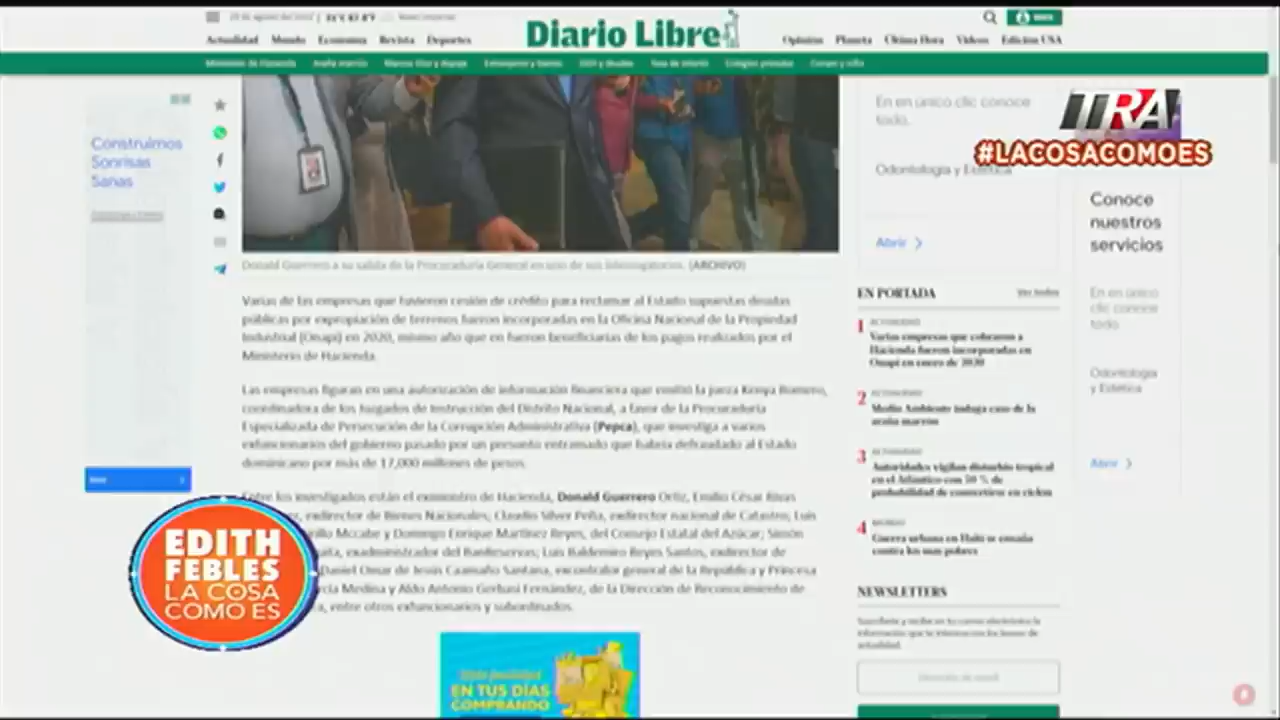 Diario Libre
Actualidad Mundo Economía Revista Deportes
Opinión Planeta Última Hora Videos Edición USA
TRA
#LACOSACOMOES
Construimos
Sonrisas
Sanas
En en único clic conoce
todo.
Odontología y Estética
Abrir
Conoce
nuestros
servicios
En en único
clic conoce
todo.
Odontología
y Estética
Abrir
Donald Guerrero a su salida de la Procuraduría General en uno de sus interrogatorios. (ARCHIVO)
Varias de las empresas que tuvieron cesión de crédito para reclamar al Estado supuestas deudas
públicas por expropiación de terrenos fueron incorporadas en la Oficina Nacional de la Propiedad
Industrial (Onapi) en 2020, mismo año que en fueron beneficiarias de los pagos realizados por el
Ministerio de Hacienda.
Las empresas figuran en una autorización de información financiera que emitió la jueza Kenya Romero,
coordinadora de los Juzgados de Instrucción del Distrito Nacional, a favor de la Procuraduría
Especializada de Persecución de la Corrupción Administrativa (Pepca), que investiga a varios
exfuncionarios del gobierno pasado por un presunto entramado que habría defraudado al Estado
dominicano por más de 17,000 millones de pesos.
Entre los investigados están el exministro de Hacienda, Donald Guerrero Ortiz, Emilio César Rivas
exdirector de Bienes Nacionales; Claudio Silver Peña, exdirector nacional de Catastro; Luis
Mccabe y Domingo Enrique Martínez Reyes, del Consejo Estatal del Azúcar; Simón
exadministrador del Banreservas; Luis Baldemiro Reyes Santos, exdirector de
Daniel Omar de Jesús Caamaño Santana, excontralor general de la República y Princesa
García Medina y Aldo Antonio Gerbasi Fernández, de la Dirección de Reconocimiento de
entre otros exfuncionarios y subordinados.
EN PORTADA Ver todos
1 ACTUALIDAD
Varias empresas que cobraron a
Hacienda fueron incorporadas en
Onapi en enero de 2020
2 ACTUALIDAD
Medio Ambiente indaga caso de la
araña marrón
3 ACTUALIDAD
Autoridades vigilan disturbio tropical
en el Atlántico con 50 % de
probabilidad de convertirse en ciclón
4 MUNDO
Guerra urbana en Haití se ensaña
contra los más pobres
NEWSLETTERS
EDITH
FEBLES
LA COSA
COMO ES
EN TUS DÍAS
COMPRANDO